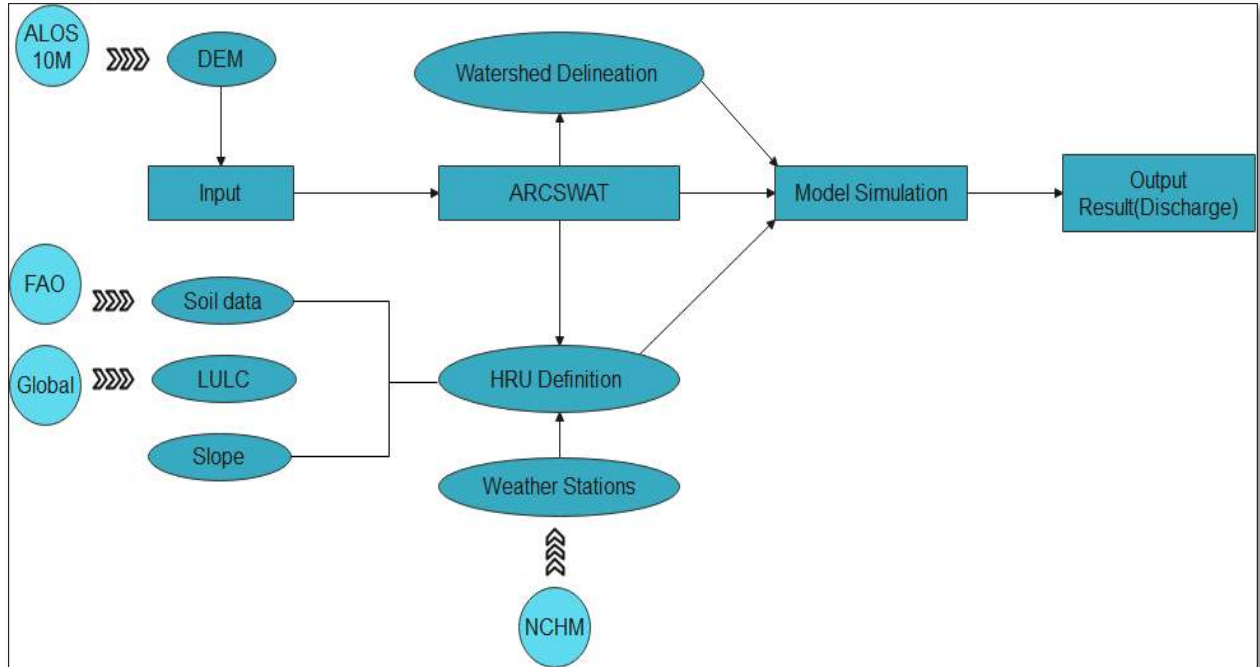 ALOS
10M
DEM
Watershed Delineation
Input
ARCSWAT
Model Simulation
Output
Result(Discharge)
FAO
Soil data
Global
LULC
HRU Definition
Slope
Weather Stations
NCHM